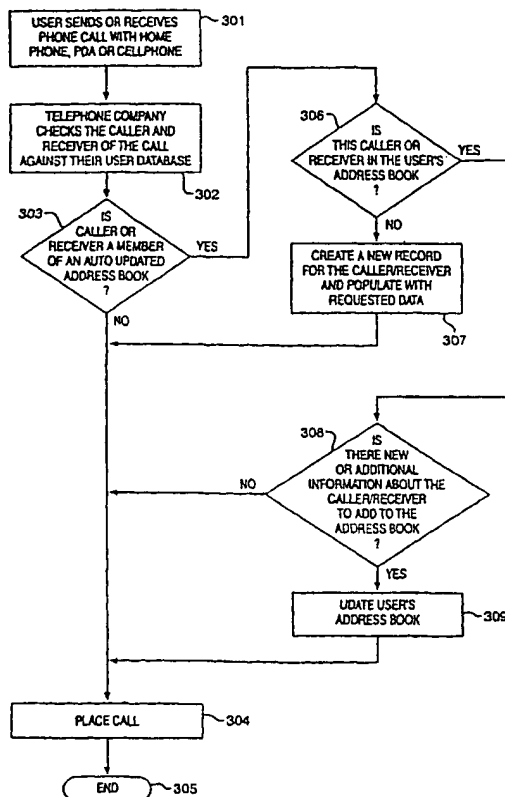 USER SENDS OR RECEIVES
PHONE CALL WITH HOME
PHONE, PDA OR CELLPHONE
301
TELEPHONE COMPANY
CHECKS THE CALLER AND
RECEIVER OF THE CALL
AGAINST THEIR USER DATABASE
302
303
IS
CALLER OR
RECEIVER A MEMBER
OF AN AUTO UPDATED
ADDRESS BOOK
?
YES
NO
306
IS
THIS CALLER OR
RECEIVER IN THE USER'S
ADDRESS BOOK
?
YES
NO
CREATE A NEW RECORD
FOR THE CALLER/RECEIVER
AND POPULATE WITH
REQUESTED DATA
307
308
IS
THERE NEW
OR ADDITIONAL
INFORMATION ABOUT THE
CALLER/RECEIVER
TO ADD TO THE
ADDRESS BOOK
?
NO
YES
UDATE USER'S
ADDRESS BOOK
309
PLACE CALL
304
END
305